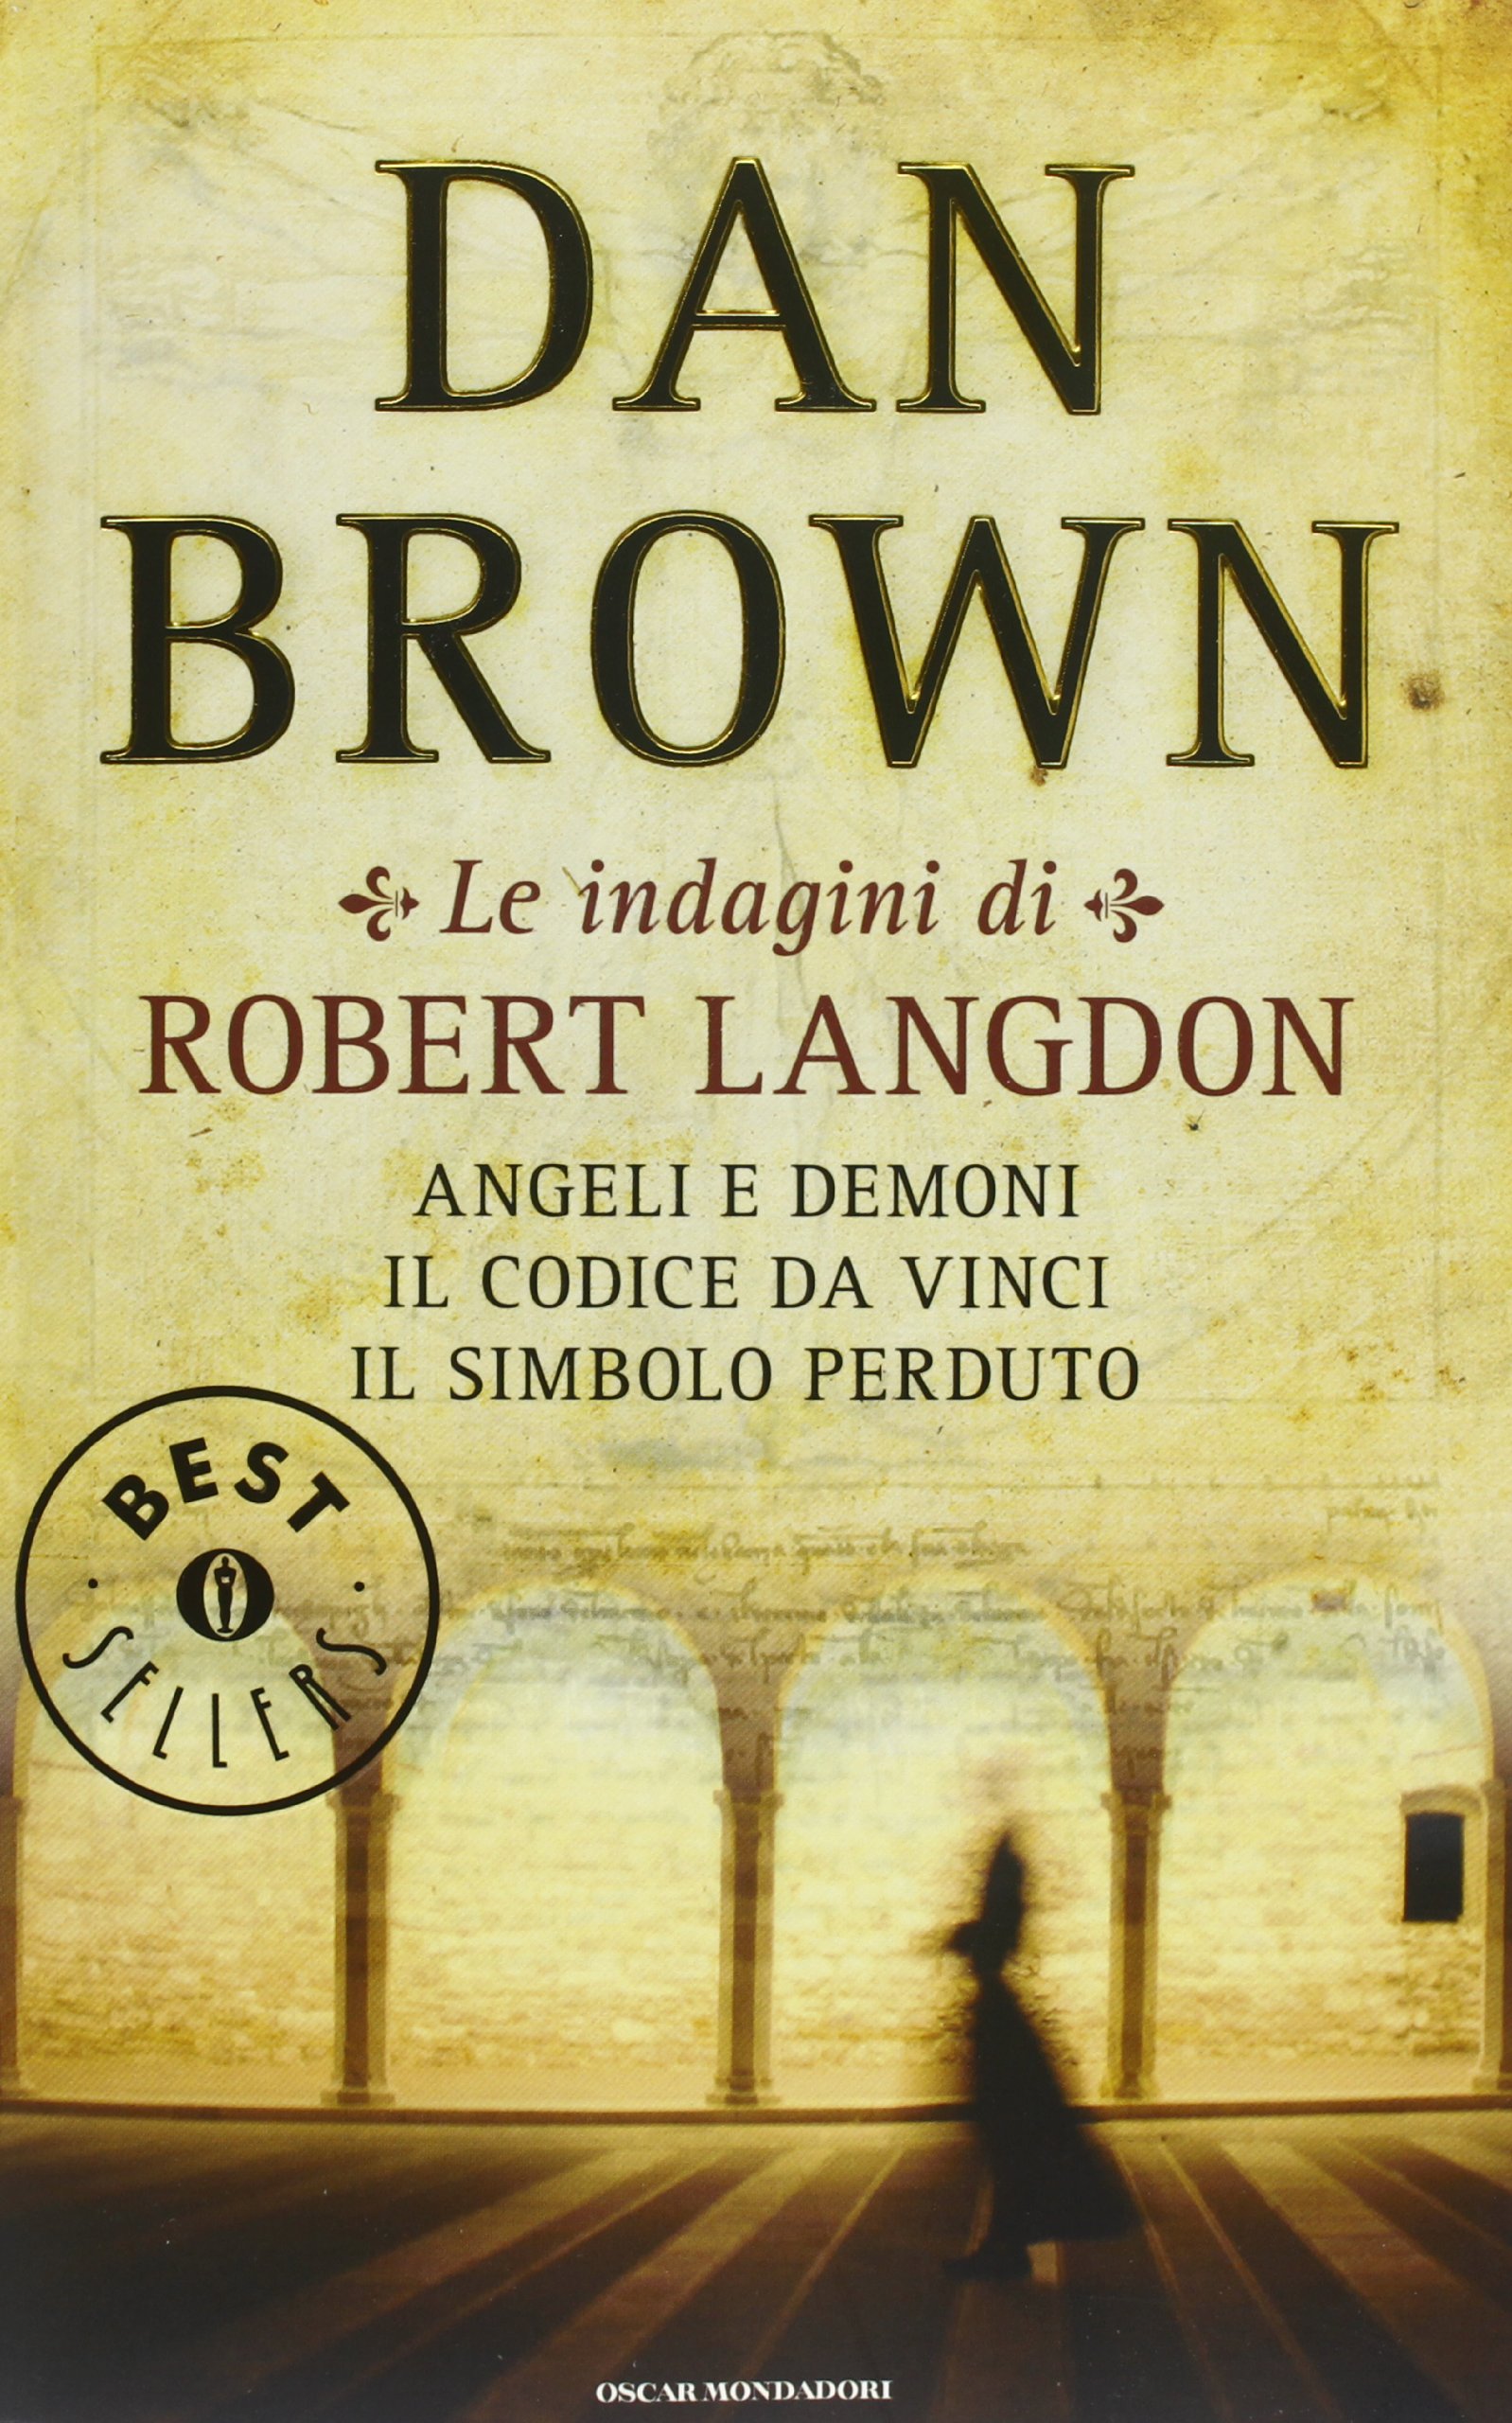 DAN
BROWN
Le indagini di
ROBERT LANGDON
ANGELI E DEMONI
IL CODICE DA VINCI
IL SIMBOLO PERDUTO
BEST
SELLERS
OSCAR MONDADORI